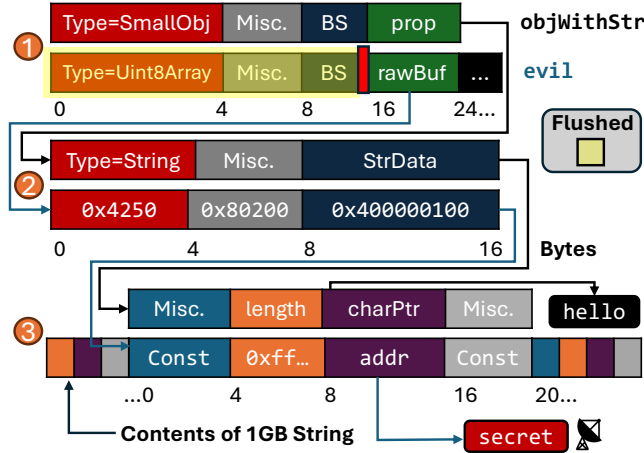 1
Type=SmallObj Misc. BS prop objWithStr
Type=Uint8Array Misc. BS rawBuf ... evil
0 4 8 16 24...
Flushed
Type=String Misc. StrData
2
0x4250 0x80200 0x400000100
0 4 8 16 Bytes
Misc. length charPtr Misc. hello
3
Const 0xff… addr Const
...0 4 8 16 20...
Contents of 1GB String secret